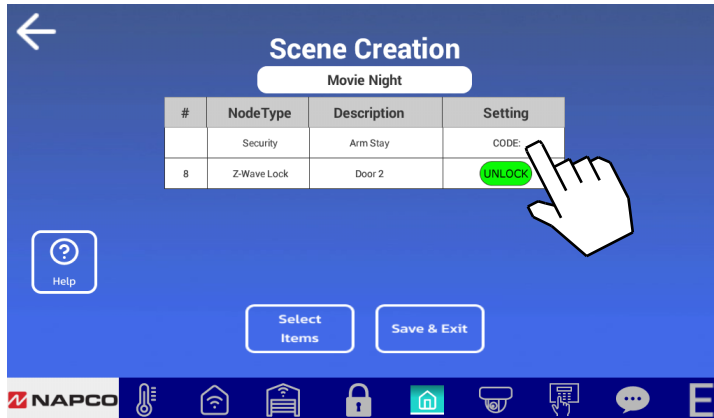 Scene Creation
Movie Night
# NodeType Description Setting
Security Arm Stay CODE:
8 Z-Wave Lock Door 2 UNLOCK
?
Help
Select
Items
Save & Exit
NAPCO
E